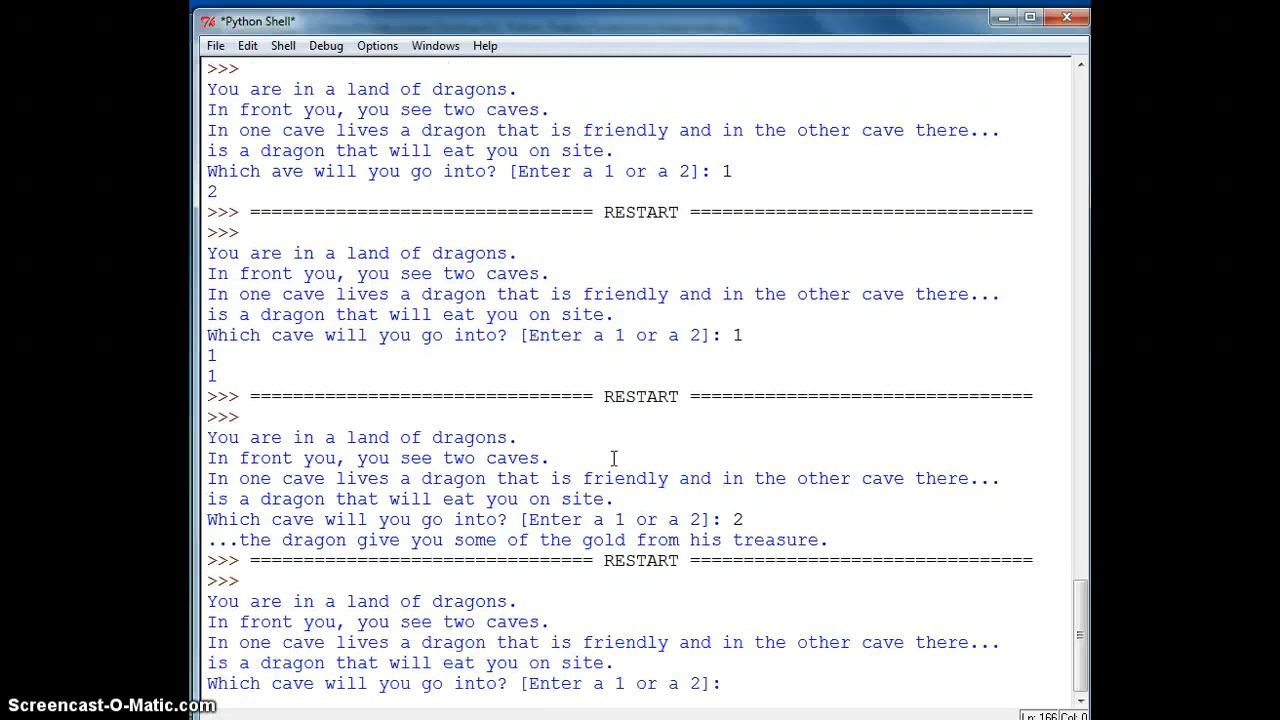 *Python Shell*
File Edit Shell Debug Options Windows Help
>>>
You are in a land of dragons.
In front you, you see two caves.
In one cave lives a dragon that is friendly and in the other cave there...
is a dragon that will eat you on site.
Which ave will you go into? [Enter a 1 or a 2]: 1
2
>>> ================================ RESTART ================================
>>>
You are in a land of dragons.
In front you, you see two caves.
In one cave lives a dragon that is friendly and in the other cave there...
is a dragon that will eat you on site.
Which cave will you go into? [Enter a 1 or a 2]: 1
1
1
>>> ================================ RESTART ================================
>>>
You are in a land of dragons.
In front you, you see two caves.
In one cave lives a dragon that is friendly and in the other cave there...
is a dragon that will eat you on site.
Which cave will you go into? [Enter a 1 or a 2]: 2
...the dragon give you some of the gold from his treasure.
>>> ================================ RESTART ================================
>>>
You are in a land of dragons.
In front you, you see two caves.
In one cave lives a dragon that is friendly and in the other cave there...
is a dragon that will eat you on site.
Which cave will you go into? [Enter a 1 or a 2]:
Screencast-O-Matic.com
Ln: 166 Col: 0